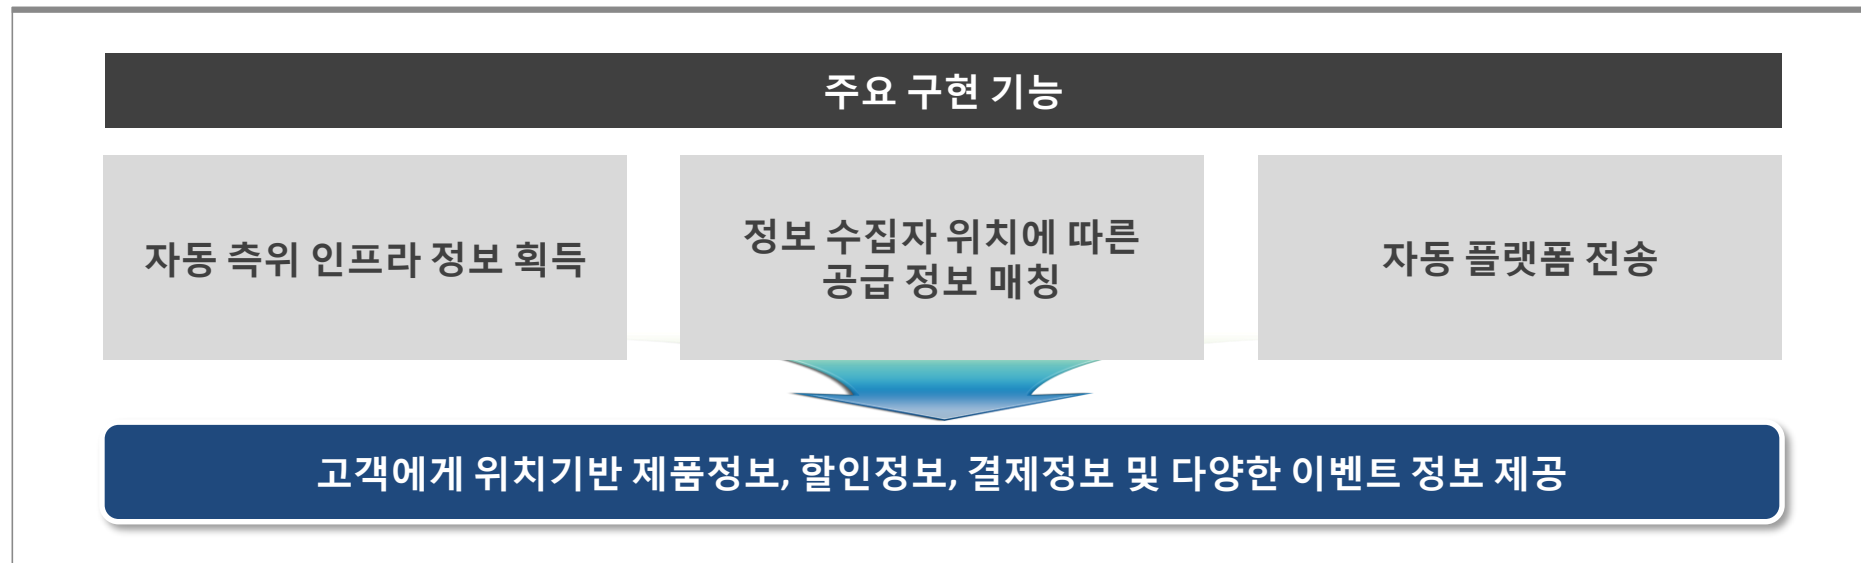 주요 구현 기능
자동 측위 인프라 정보 획득
정보 수집자 위치에 따른
공급 정보 매칭
자동 플랫폼 전송
고객에게 위치기반 제품정보, 할인정보, 결제정보 및 다양한 이벤트 정보 제공